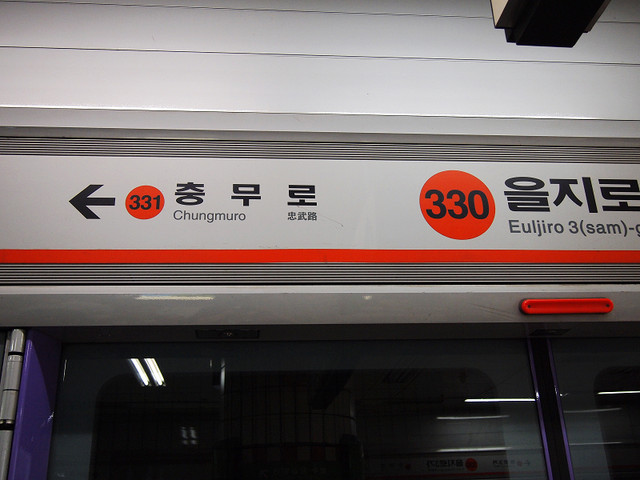 331 충무로
Chungmuro 忠武路
330 을지로
Euljiro 3(sam)-g